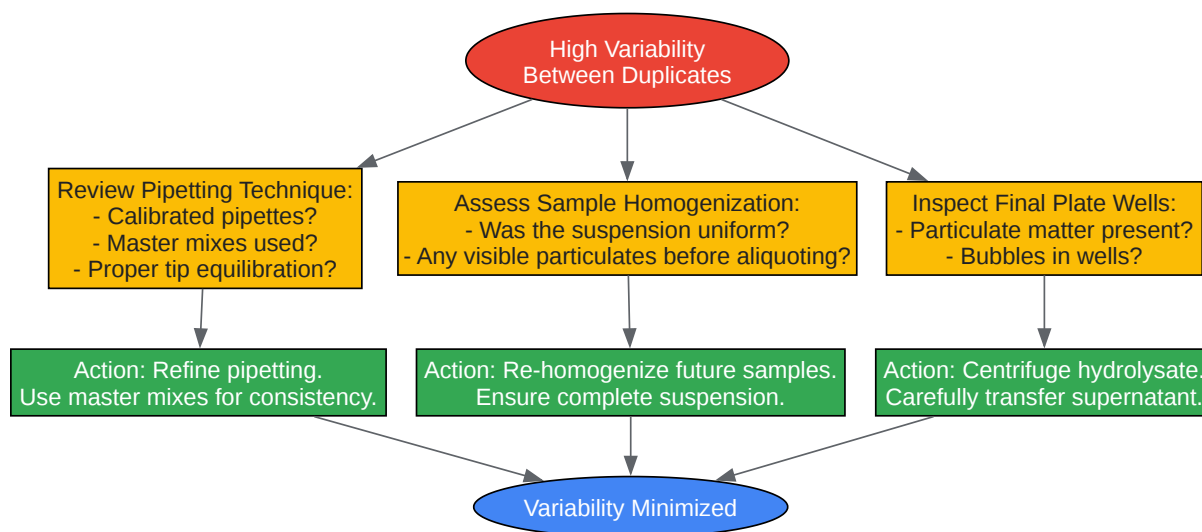 High Variability
Between Duplicates
Review Pipetting Technique:
- Calibrated pipettes?
- Master mixes used?
- Proper tip equilibration?
Assess Sample Homogenization:
- Was the suspension uniform?
- Any visible particulates before aliquoting?
Inspect Final Plate Wells:
- Particulate matter present?
- Bubbles in wells?
Action: Refine pipetting.
Use master mixes for consistency.
Action: Re-homogenize future samples.
Ensure complete suspension.
Action: Centrifuge hydrolysate.
Carefully transfer supernatant.
Variability Minimized